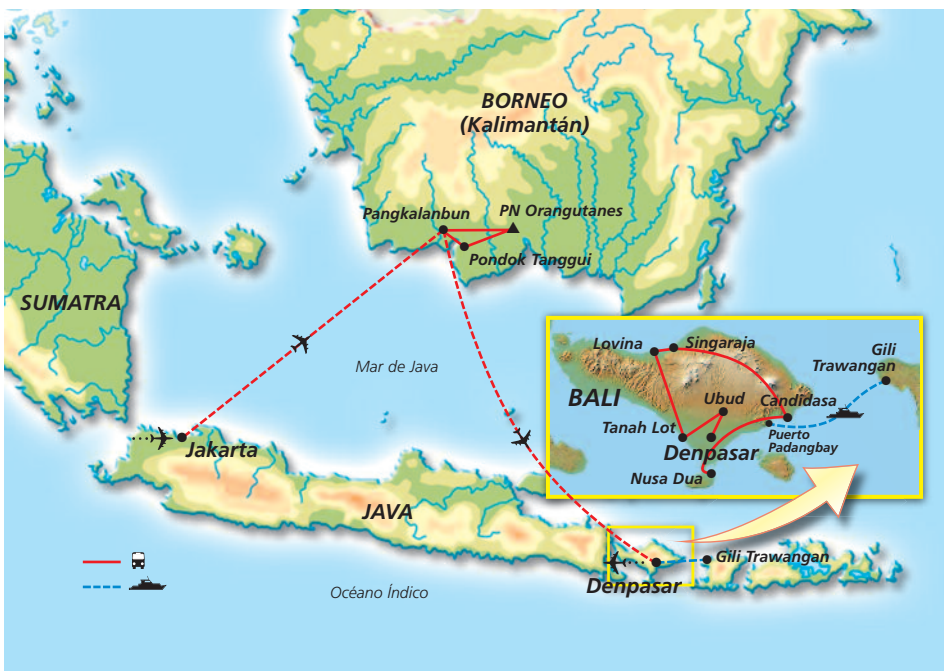 BORNEO
(Kalimantán)
Pangkalanbun
PN Orangutanes
Pondok Tanggui
SUMATRA
Mar de Java
Lovina
Singaraja
Gili
Trawangan
BALI
Ubud
Candidasa
Tanah Lot
Puerto
Padangbay
Denpasar
Nusa Dua
Jakarta
JAVA
Gili Trawangan
Denpasar
Océano Índico